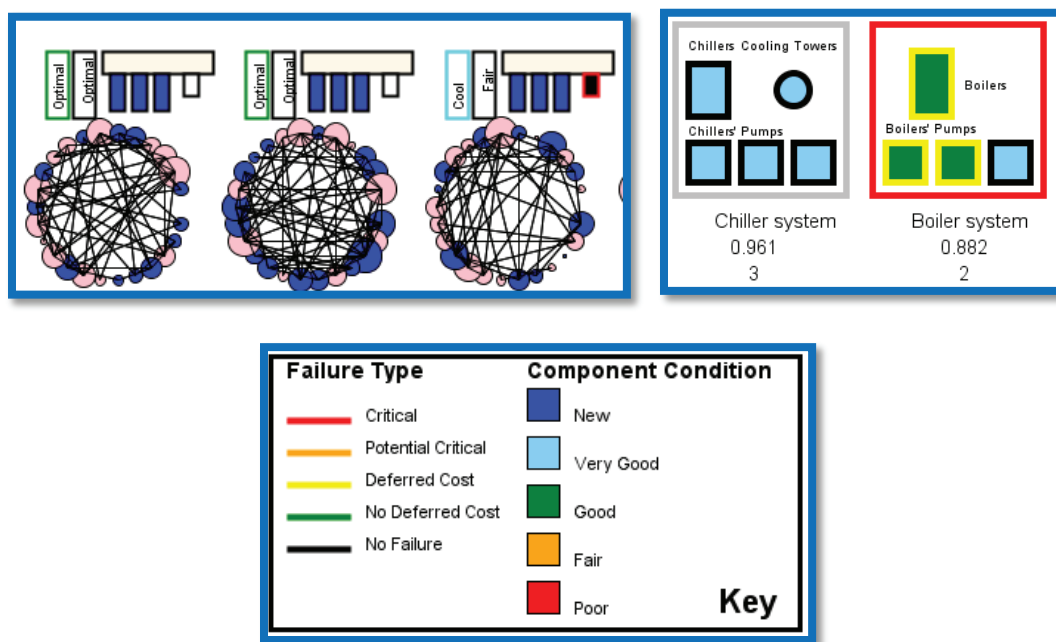 Optimal
Optimal
Optimal
Optimal
Cool
Fair
Chillers Cooling Towers
Chillers' Pumps
Boilers
Boilers' Pumps
Chiller system
0.961
3
Boiler system
0.882
2
Failure Type
Critical
Potential Critical
Deferred Cost
No Deferred Cost
No Failure
Component Condition
New
Very Good
Good
Fair
Poor
Key